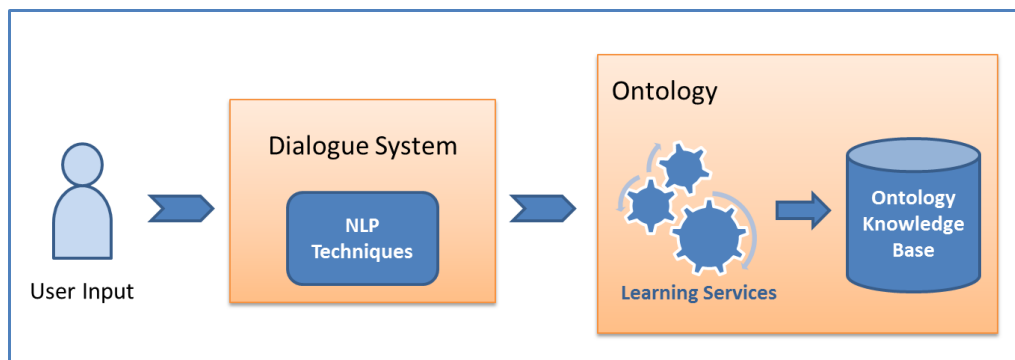 Ontology
Dialogue System
NLP
Techniques
Ontology
Knowledge
Base
User Input
Learning Services